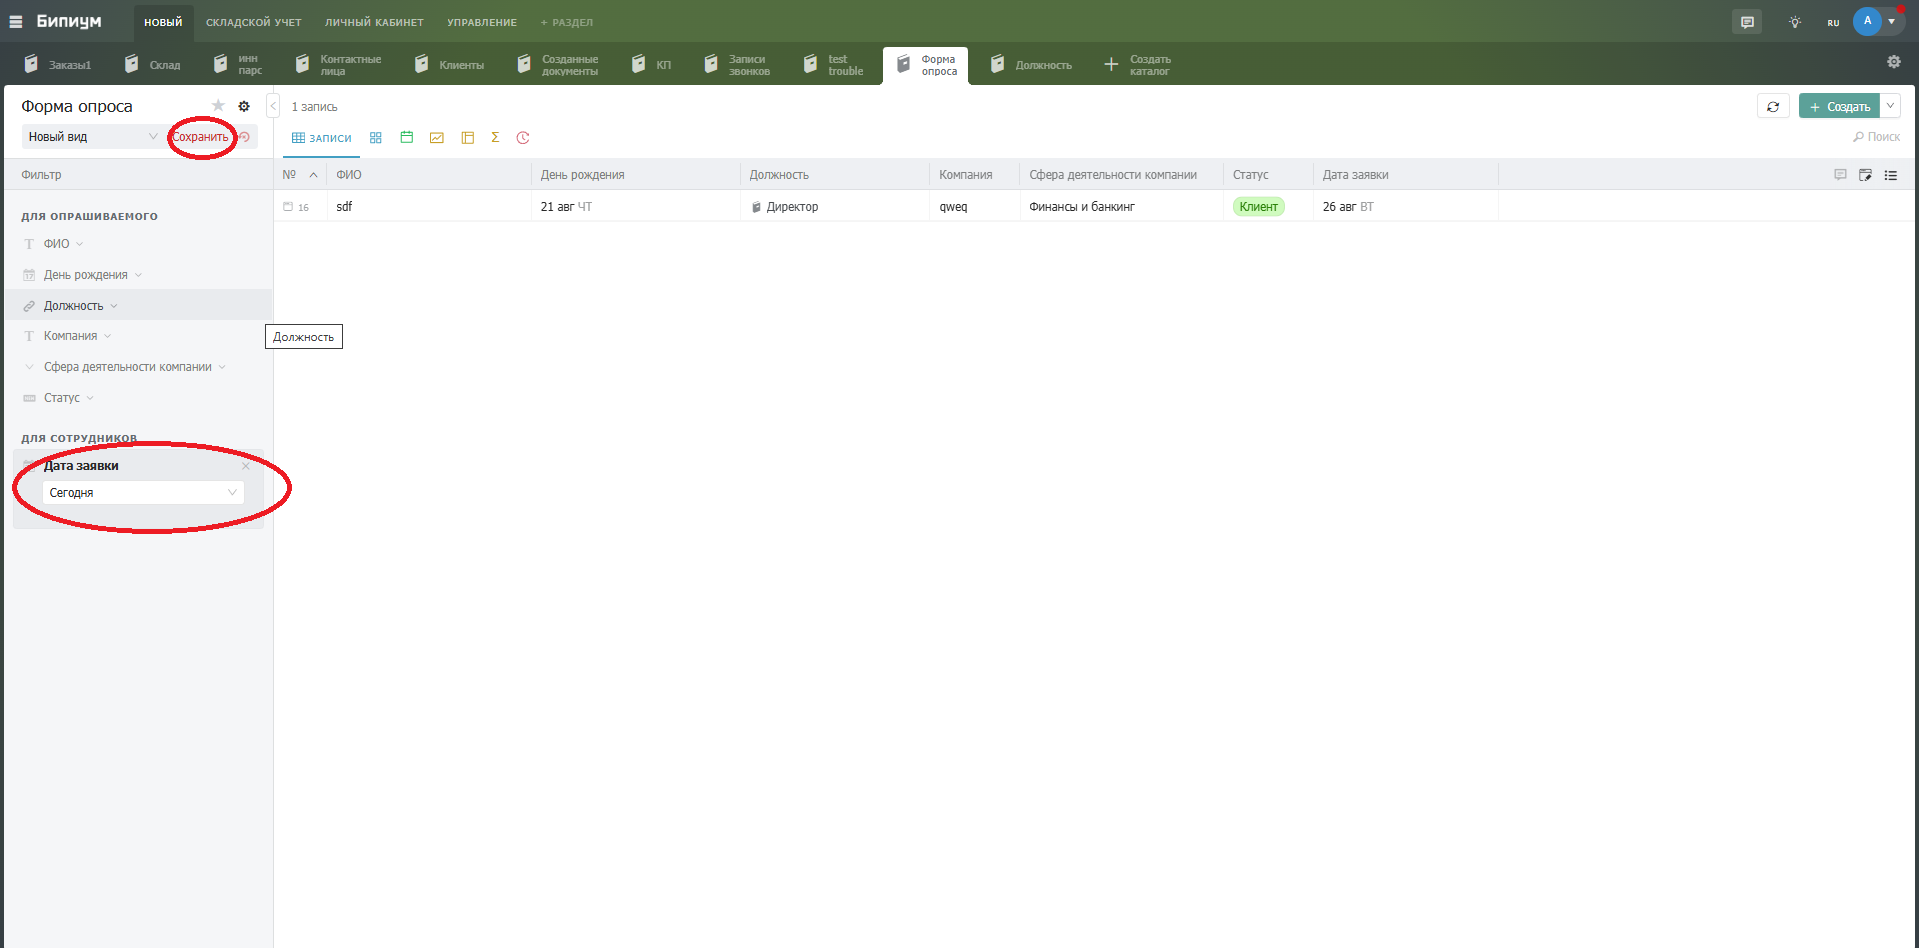 Бипиум
НОВЫЙ
СКЛАДСКОЙ УЧЕТ
ЛИЧНЫЙ КАБИНЕТ
УПРАВЛЕНИЕ
+ РАЗДЕЛ
RU
A
Заказы1
Склад
инн
парс
Контактные
лица
Клиенты
Созданные
документы
КП
Записи
звонков
test
trouble
Форма
опроса
Должность
Создать
каталог
Форма опроса
1 запись
+ Создать
Новый вид
Сохранить
ЗАПИСИ
Σ
Поиск
Фильтр
№ ФИО День рождения Должность Компания Сфера деятельности компании Статус Дата заявки
16 sdf 21 авг ЧТ Директор qweq Финансы и банкинг Клиент 26 авг ВТ
ДЛЯ ОПРАШИВАЕМОГО
T ФИО
17 День рождения
Должность
T Компания
Должность
Сфера деятельности компании
Статус
ДЛЯ СОТРУДНИКОВ
Дата заявки
Сегодня